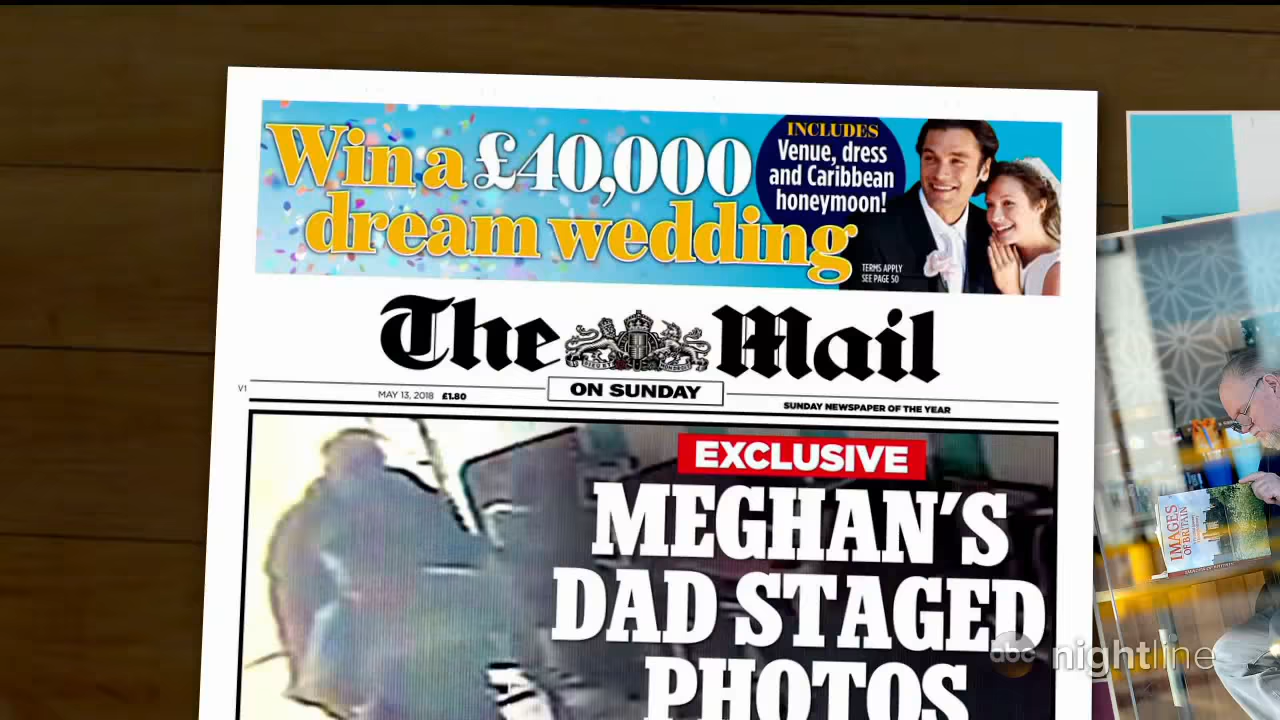 Win a £40,000
dream wedding
INCLUDES
Venue, dress
and Caribbean
honeymoon!
TERMS APPLY
SEE PAGE 50
The Mail
ON SUNDAY
V1
MAY 13, 2018 £1.80
SUNDAY NEWSPAPER OF THE YEAR
EXCLUSIVE
MEGHAN'S
DAD STAGED
PHOTOS
IMAGES
OF BRITAIN
abc nightline